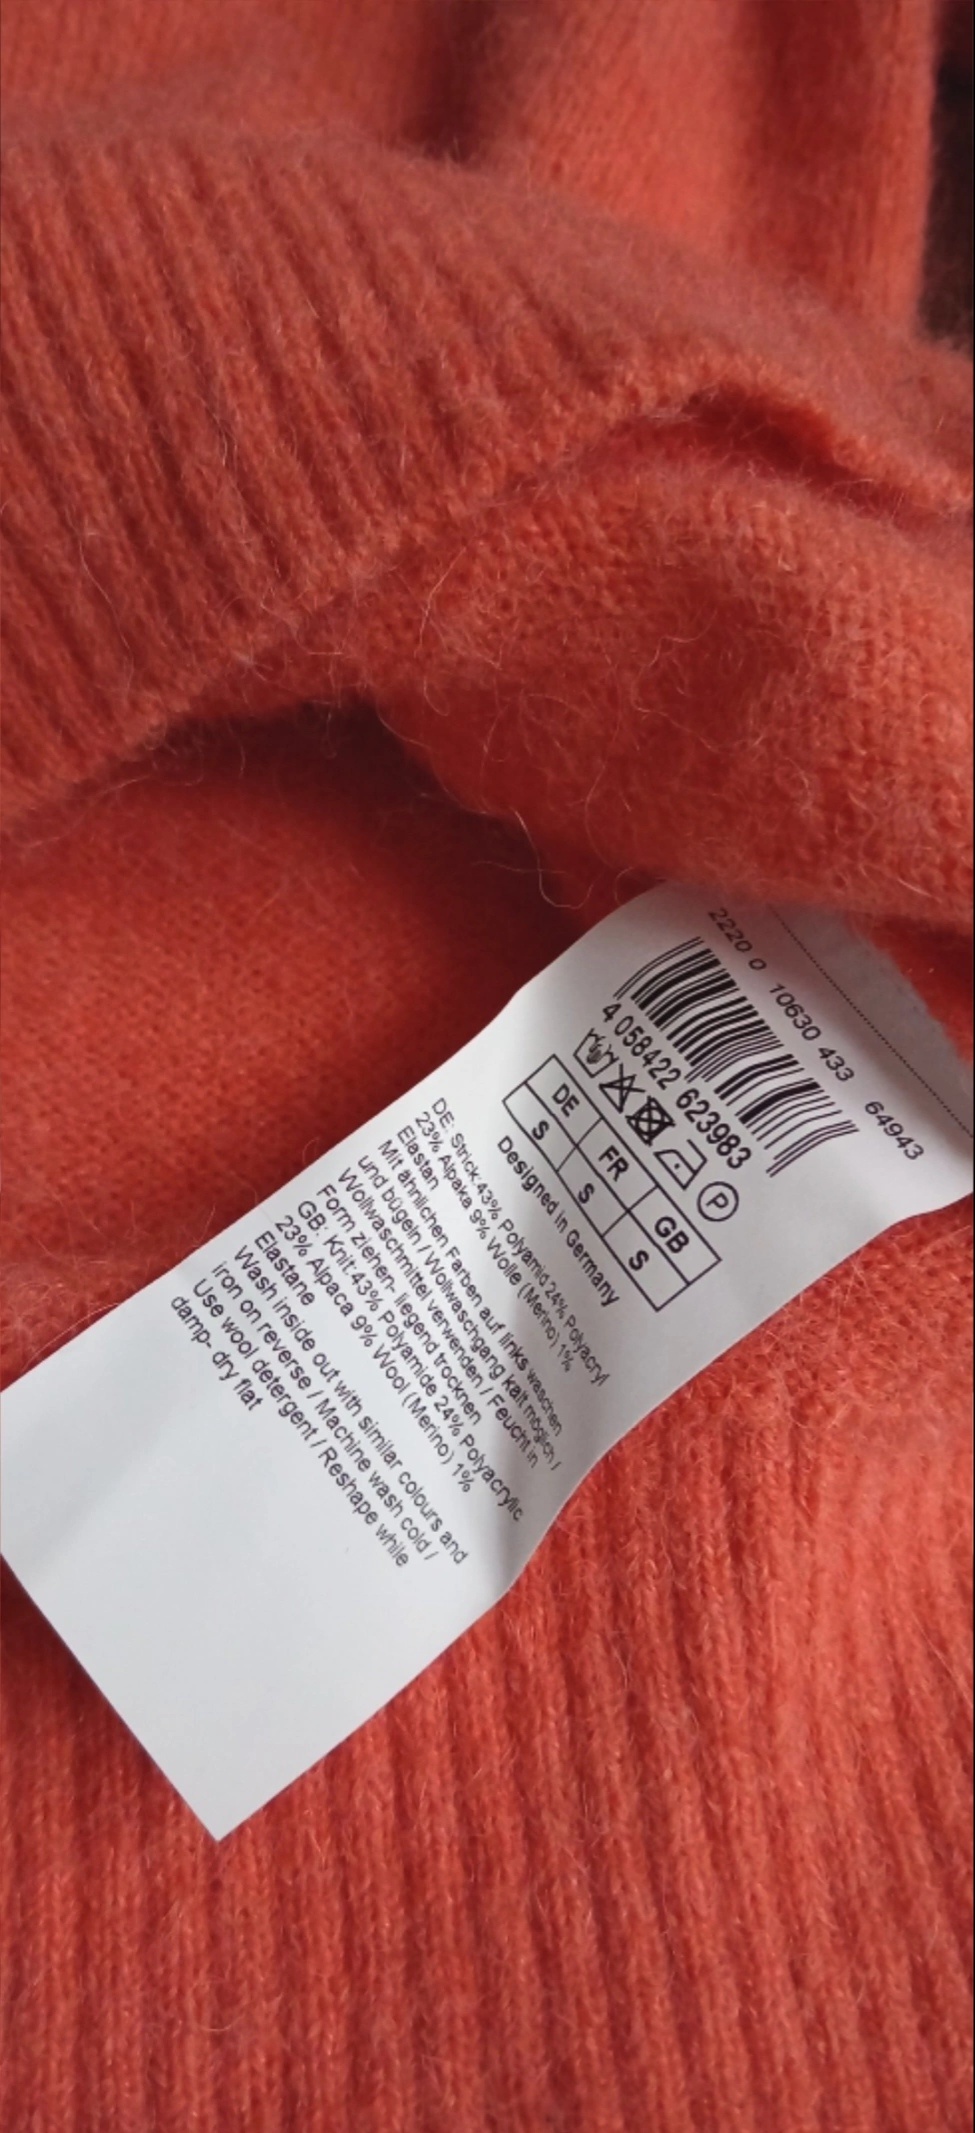 2220 0 10630 433 64943
4 058422 623983
P
DE FR GB
S S S
Designed in Germany
DE: Strick:43% Polyamid 24% Polyacryl
23% Alpaka 9% Wolle (Merino) 1%
Elastan
Mit ähnlichen Farben auf links waschen
und bügeln / Wollwaschgang kalt möglich /
Wollwaschmittel verwenden / Feucht in
Form ziehen- liegend trocknen
GB: Knit:43% Polyamide 24% Polyacrylic
23% Alpaca 9% Wool (Merino) 1%
Elastane
Wash inside out with similar colours and
iron on reverse / Machine wash cold /
Use wool detergent / Reshape while
damp- dry flat